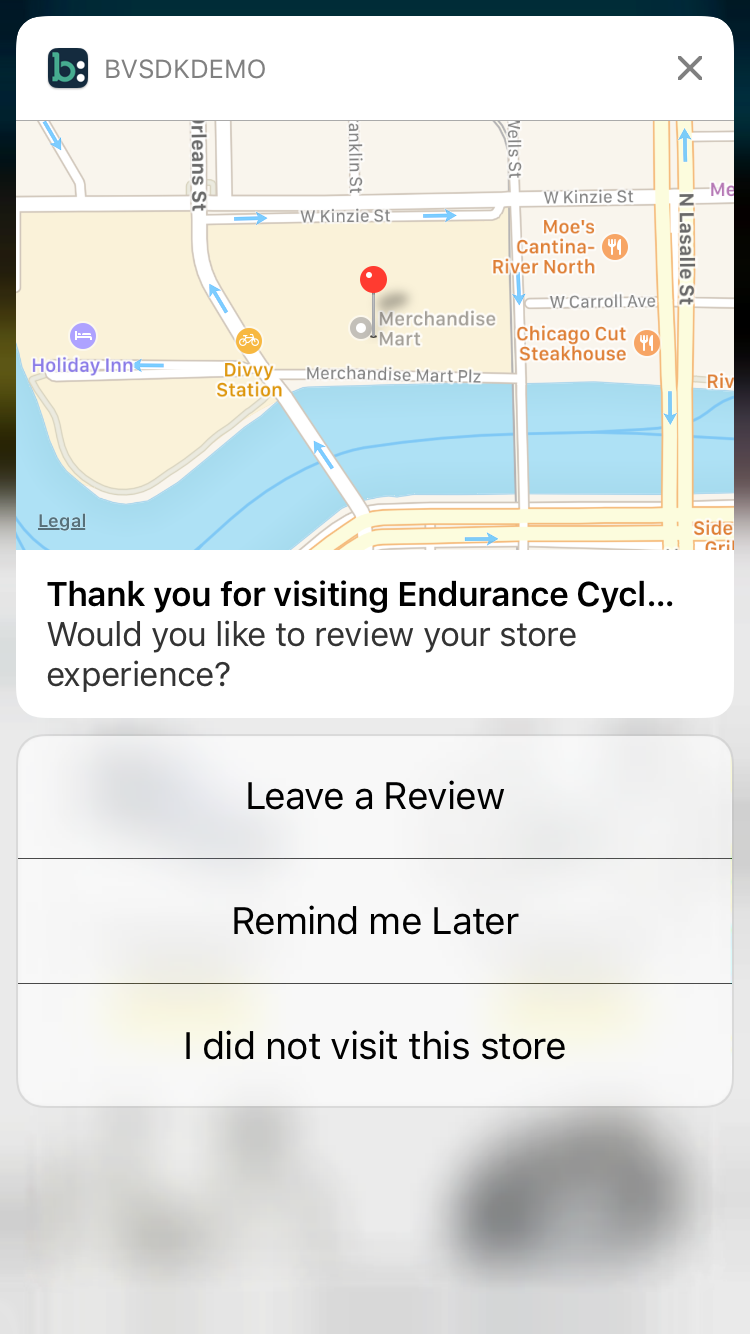 b:
BVSDKDEMO
rleans St
anklin St
Wells St
W Kinzie St
W Kinzie St
Me
N Lasalle St
Moe's
Cantina-
River North
W Carroll Ave
Merchandise
Mart
Chicago Cut
Steakhouse
Holiday Inn
Divvy
Station
Merchandise Mart Plz
Riv
Legal
Side
Gril
Thank you for visiting Endurance Cycl...
Would you like to review your store
experience?
Leave a Review
Remind me Later
I did not visit this store